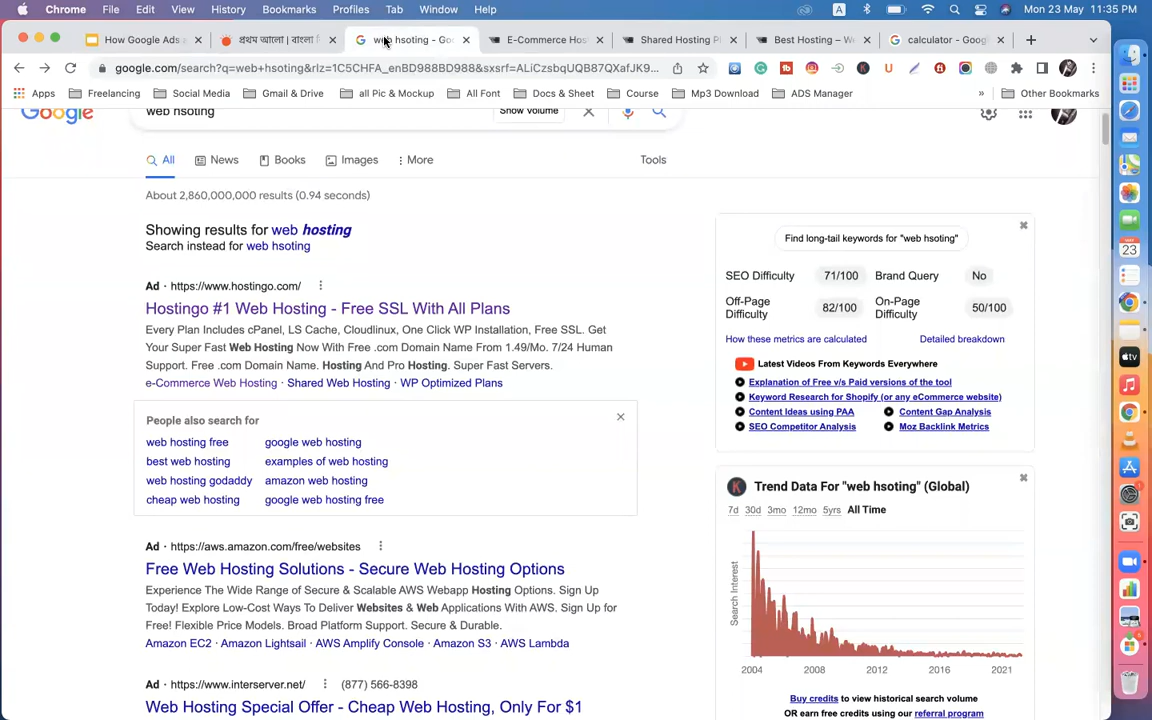 Chrome File Edit View History Bookmarks Profiles Tab Window Help A Mon 23 May 11:35 PM
How Google Ads প্রথম আলো | বাংলা web hsoting - Goo E-Commerce Hos Shared Hosting Pl Best Hosting – W calculator - Googl
google.com/search?q=web+hsoting&rlz=1C5CHFA_enBD988BD988&sxsrf=ALiCzsbqUQB87QXafJK9...
Apps Freelancing Social Media Gmail & Drive all Pic & Mockup All Font Docs & Sheet Course Mp3 Download ADS Manager » Other Bookmarks
Google web hsoting Show Volume
All News Books Images More Tools
About 2,860,000,000 results (0.94 seconds)
Showing results for web hosting
Search instead for web hsoting
Ad · https://www.hostingo.com/
Hostingo #1 Web Hosting - Free SSL With All Plans
Every Plan Includes cPanel, LS Cache, Cloudlinux, One Click WP Installation, Free SSL. Get
Your Super Fast Web Hosting Now With Free .com Domain Name From 1.49/Mo. 7/24 Human
Support. Free .com Domain Name. Hosting And Pro Hosting. Super Fast Servers.
e-Commerce Web Hosting · Shared Web Hosting · WP Optimized Plans
People also search for
web hosting free google web hosting
best web hosting examples of web hosting
web hosting godaddy amazon web hosting
cheap web hosting google web hosting free
Ad · https://aws.amazon.com/free/websites
Free Web Hosting Solutions - Secure Web Hosting Options
Experience The Wide Range of Secure & Scalable AWS Webapp Hosting Options. Sign Up
Today! Explore Low-Cost Ways To Deliver Websites & Web Applications With AWS. Sign Up for
Free! Flexible Price Models. Broad Platform Support. Secure & Durable.
Amazon EC2 · Amazon Lightsail · AWS Amplify Console · Amazon S3 · AWS Lambda
Ad · https://www.interserver.net/ (877) 566-8398
Web Hosting Special Offer - Cheap Web Hosting, Only For $1
Find long-tail keywords for "web hsoting"
SEO Difficulty 71/100 Brand Query No
Off-Page Difficulty 82/100 On-Page Difficulty 50/100
How these metrics are calculated Detailed breakdown
Latest Videos From Keywords Everywhere
Explanation of Free v/s Paid versions of the tool
Keyword Research for Shopify (or any eCommerce website)
Content Ideas using PAA Content Gap Analysis
SEO Competitor Analysis Moz Backlink Metrics
Trend Data For "web hsoting" (Global)
7d 30d 3mo 12mo 5yrs All Time
Search Interest
2004 2008 2012 2016 2021
Buy credits to view historical search volume
OR earn free credits using our referral program
23
tv